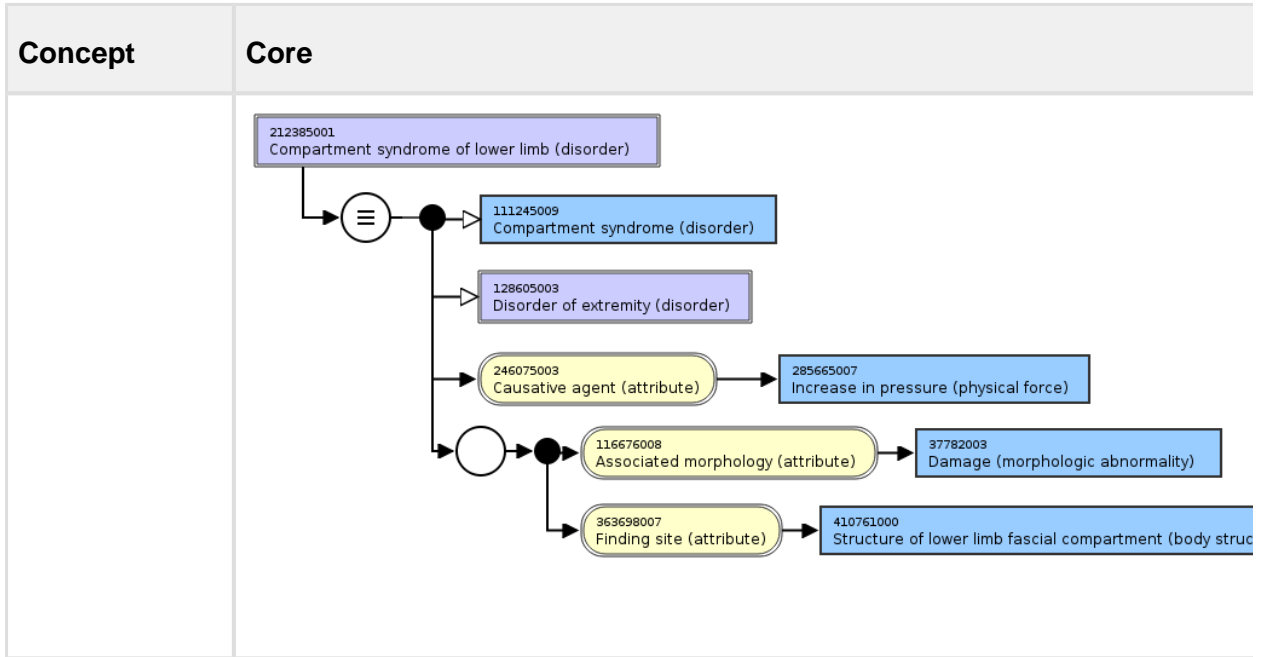 Concept
Core
212385001
Compartment syndrome of lower limb (disorder)
≡
111245009
Compartment syndrome (disorder)
128605003
Disorder of extremity (disorder)
246075003
Causative agent (attribute)
285665007
Increase in pressure (physical force)
116676008
Associated morphology (attribute)
37782003
Damage (morphologic abnormality)
363698007
Finding site (attribute)
410761000
Structure of lower limb fascial compartment (body struc